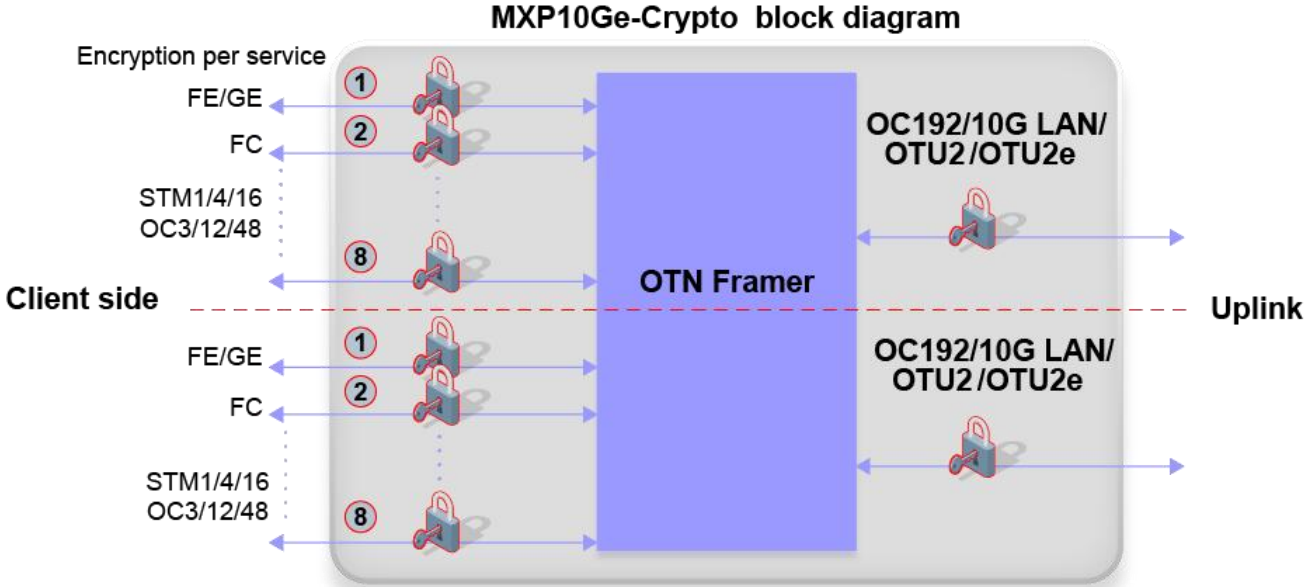 MXP10Ge-Crypto block diagram
Encryption per service
FE/GE
1
FC
2
STM1/4/16
OC3/12/48
8
OC192/10G LAN/
OTU2/OTU2e
OTN Framer
Client side
Uplink
FE/GE
1
FC
2
STM1/4/16
OC3/12/48
8
OC192/10G LAN/
OTU2/OTU2e